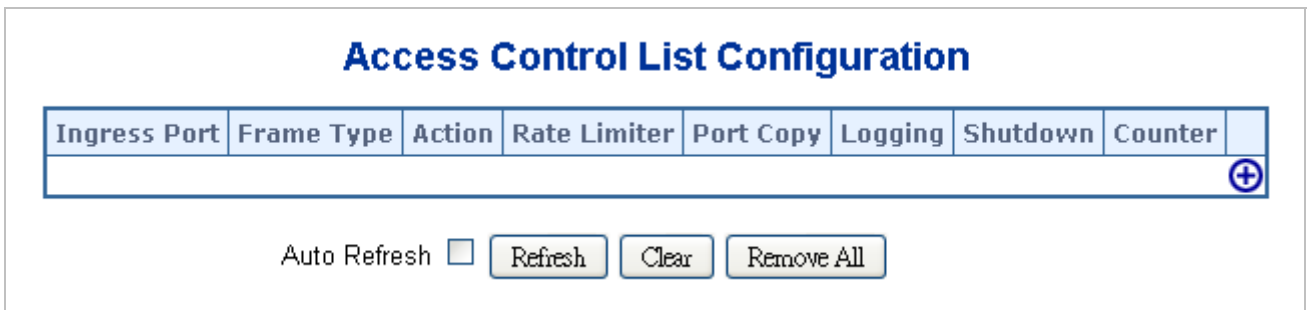 Access Control List Configuration
Ingress Port Frame Type Action Rate Limiter Port Copy Logging Shutdown Counter
Auto Refresh Refresh Clear Remove All